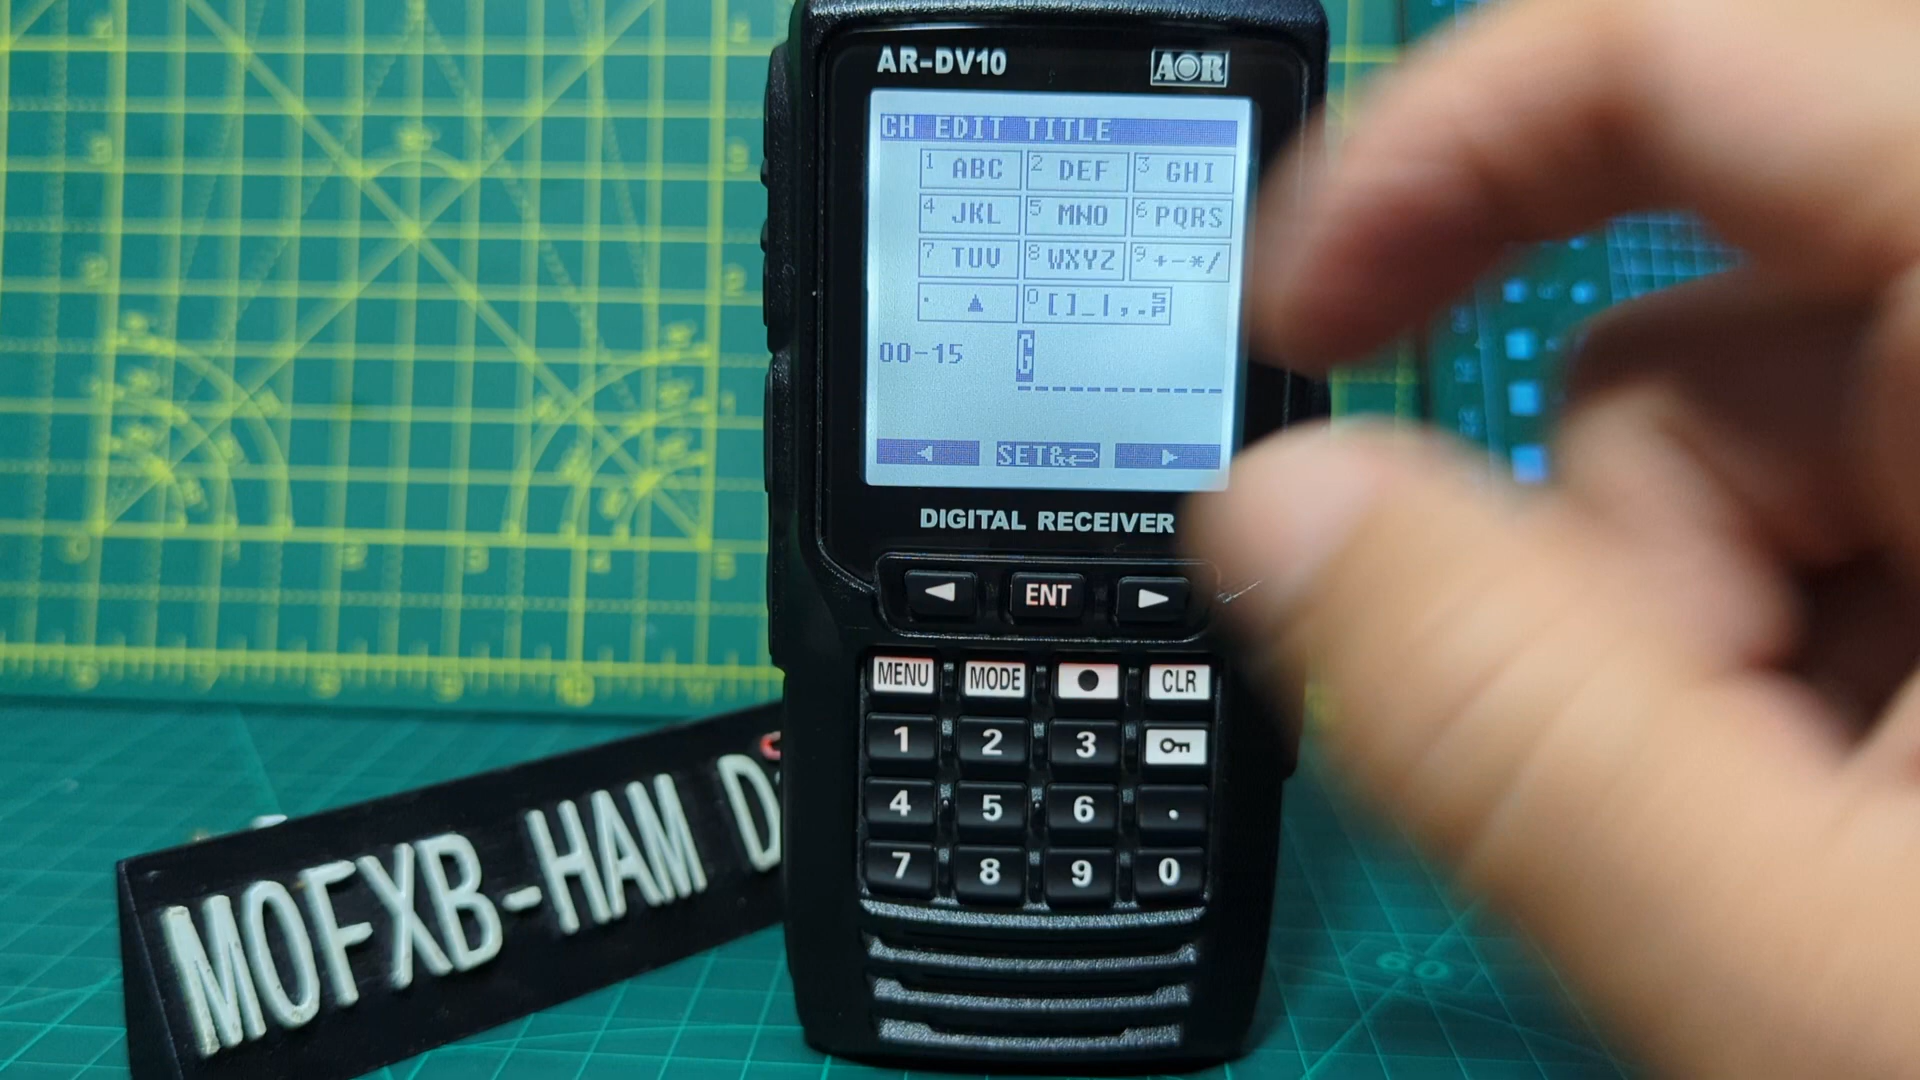 AR-DV10 AOR
CH EDIT TITLE
1 ABC 2 DEF 3 GHI
4 JKL 5 MNO 6 PQRS
7 TUV 8 WXYZ 9 +-*/
. ▲ 0 []_|,.SP
00-15 G
◀ SET&↩ ▶
DIGITAL RECEIVER
◀ ENT ▶
MENU MODE ● CLR
1 2 3
4 5 6 .
7 8 9 0
M0FXB-HAM D